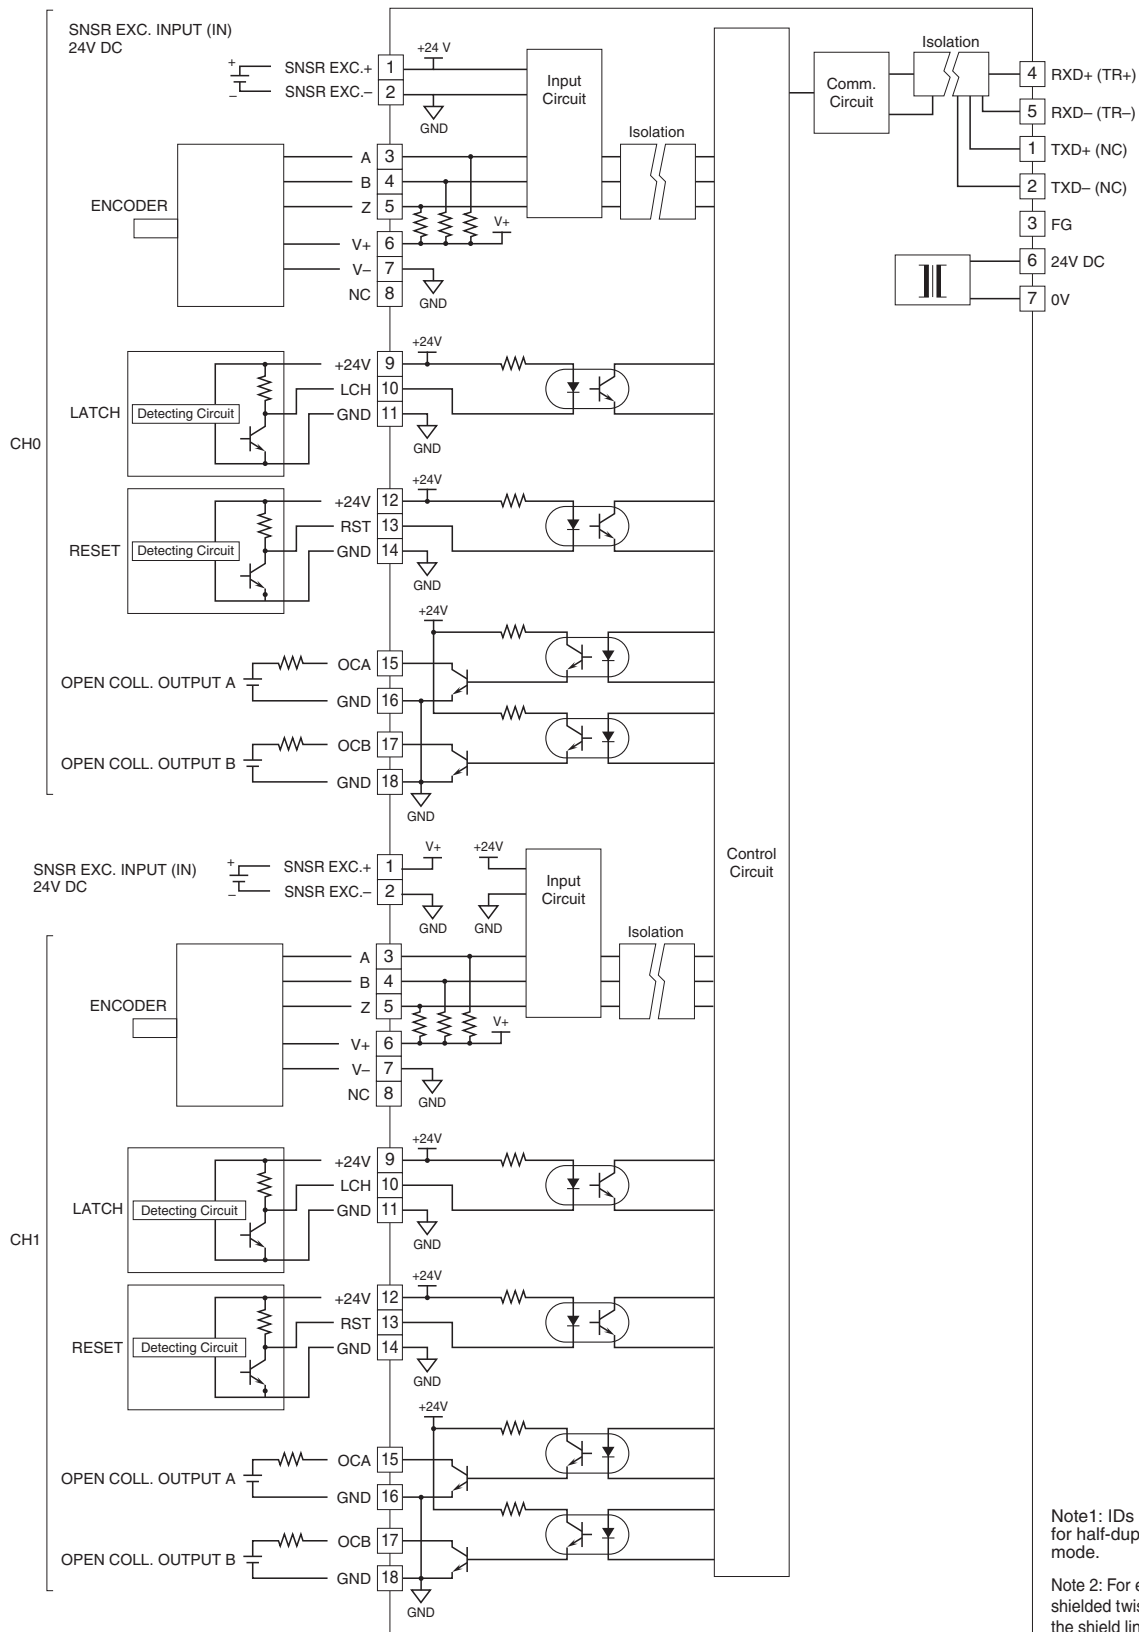 SNSR EXC. INPUT (IN)
24V DC
+
–
SNSR EXC.+ 1
SNSR EXC.– 2
+24 V
GND
Input
Circuit
Isolation
ENCODER
A 3
B 4
Z 5
V+ 6
V– 7
NC 8
V+
GND
LATCH
Detecting Circuit
+24V 9
LCH 10
GND 11
+24V
GND
CH0
RESET
Detecting Circuit
+24V 12
RST 13
GND 14
+24V
GND
+24V
OPEN COLL. OUTPUT A
OCA 15
GND 16
OPEN COLL. OUTPUT B
OCB 17
GND 18
GND
Comm.
Circuit
Isolation
4 RXD+ (TR+)
5 RXD– (TR–)
1 TXD+ (NC)
2 TXD– (NC)
3 FG
6 24V DC
7 0V
Control
Circuit
SNSR EXC. INPUT (IN)
24V DC
+
–
SNSR EXC.+ 1
SNSR EXC.– 2
V+
+24V
GND
GND
Input
Circuit
Isolation
ENCODER
A 3
B 4
Z 5
V+ 6
V– 7
NC 8
V+
GND
LATCH
Detecting Circuit
+24V 9
LCH 10
GND 11
+24V
GND
CH1
RESET
Detecting Circuit
+24V 12
RST 13
GND 14
+24V
GND
+24V
OPEN COLL. OUTPUT A
OCA 15
GND 16
OPEN COLL. OUTPUT B
OCB 17
GND 18
GND
Note1: IDs
for half-dup
mode.
Note 2: For e
shielded twis
the shield lin